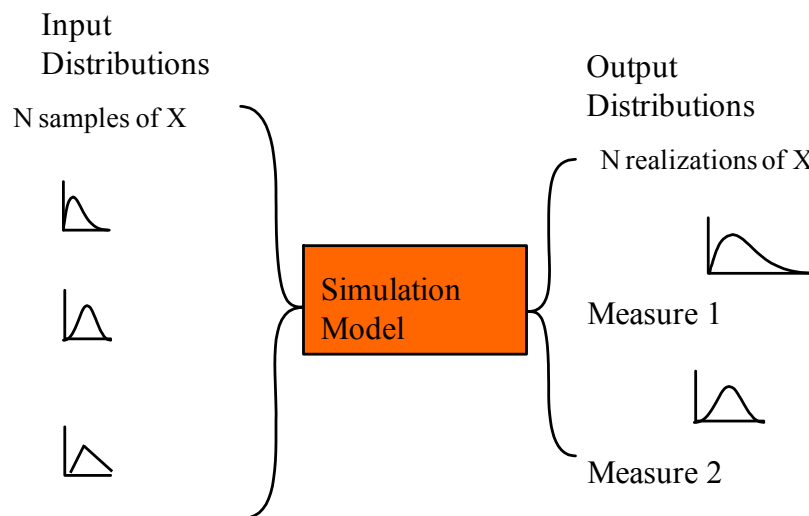 Input
Distributions
N samples of X
Simulation
Model
Output
Distributions
N realizations of X
Measure 1
Measure 2